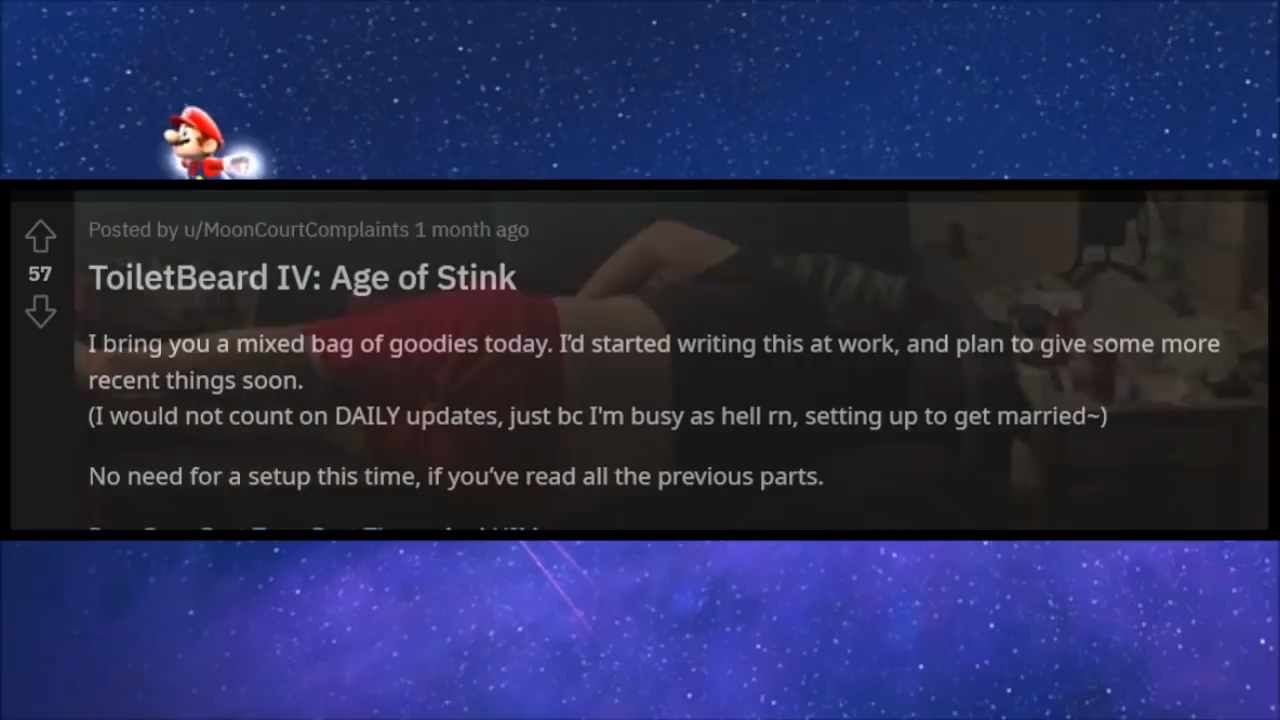 Posted by u/MoonCourtComplaints 1 month ago
57
ToiletBeard IV: Age of Stink
I bring you a mixed bag of goodies today. I’d started writing this at work, and plan to give some more
recent things soon.
(I would not count on DAILY updates, just bc I'm busy as hell rn, setting up to get married~)
No need for a setup this time, if you’ve read all the previous parts.